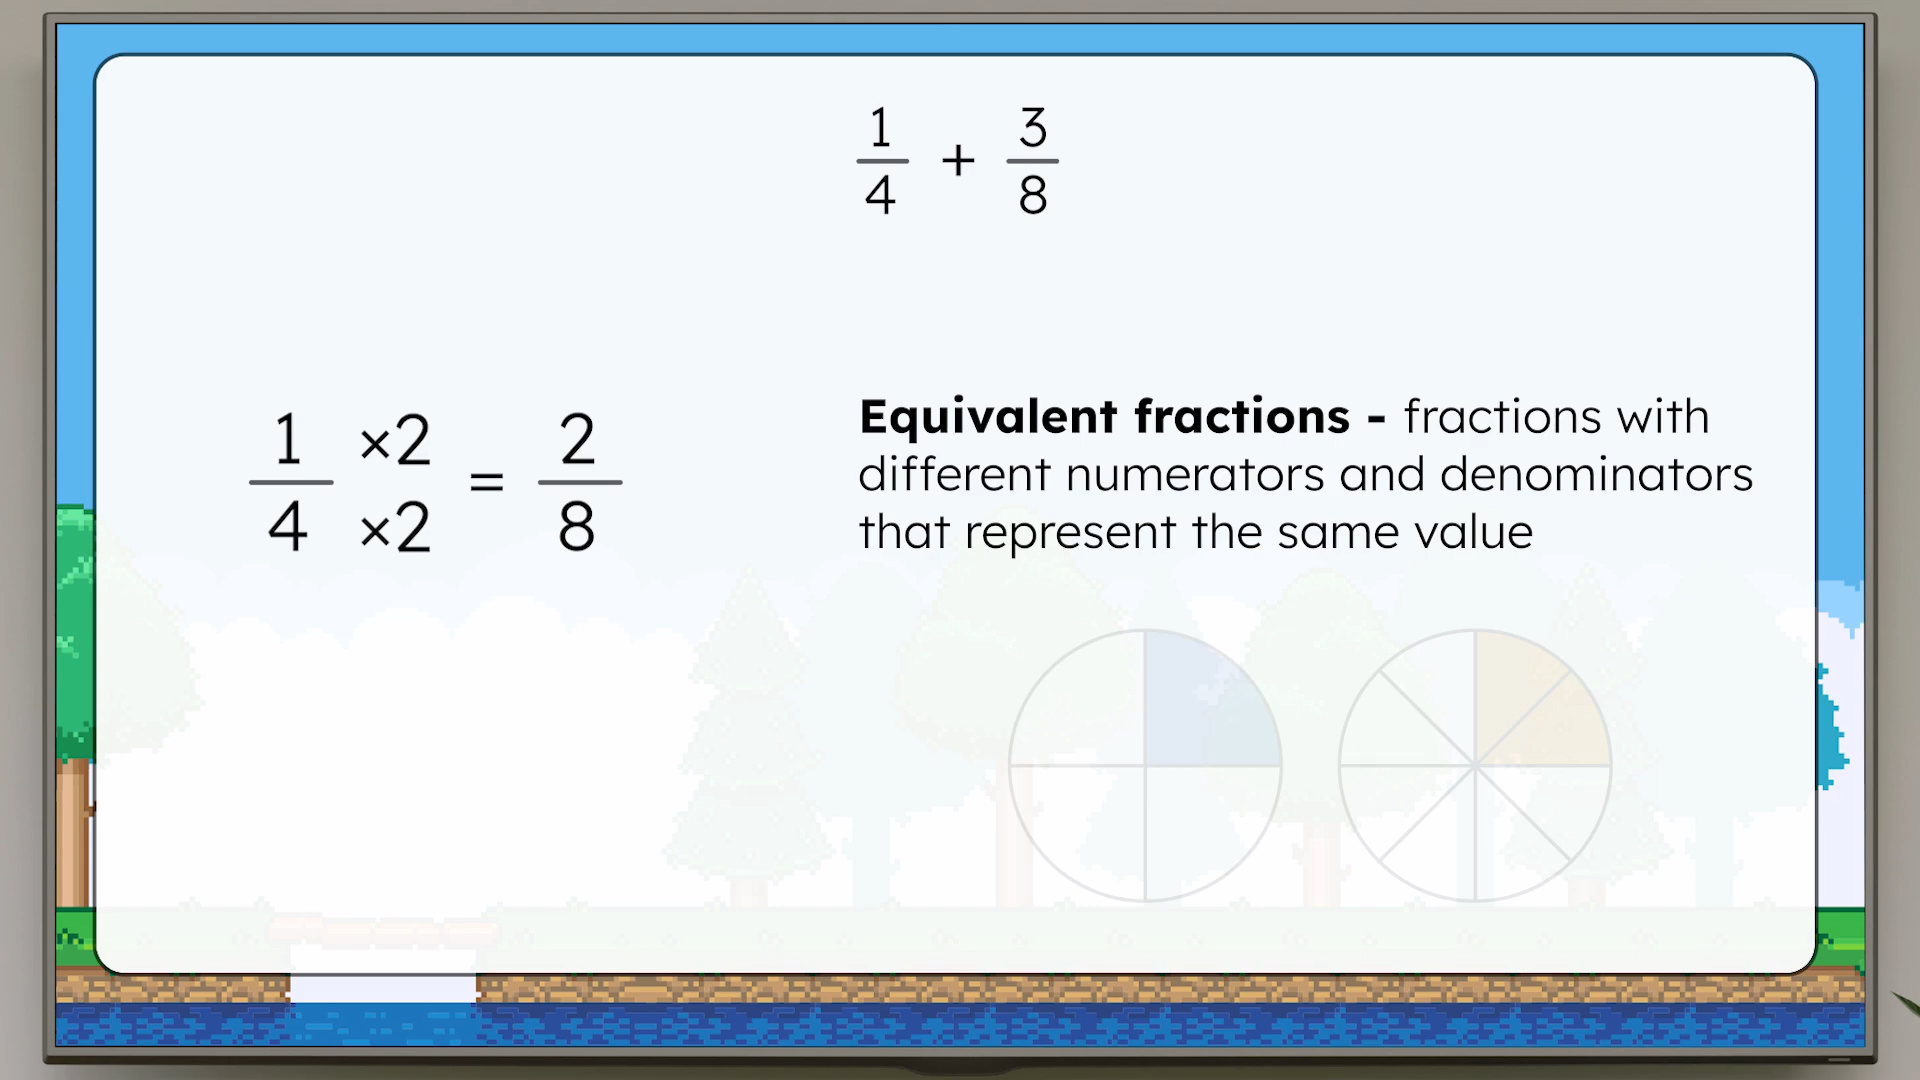 1/4 + 3/8
1/4 ×2/×2 = 2/8
Equivalent fractions - fractions with
different numerators and denominators
that represent the same value